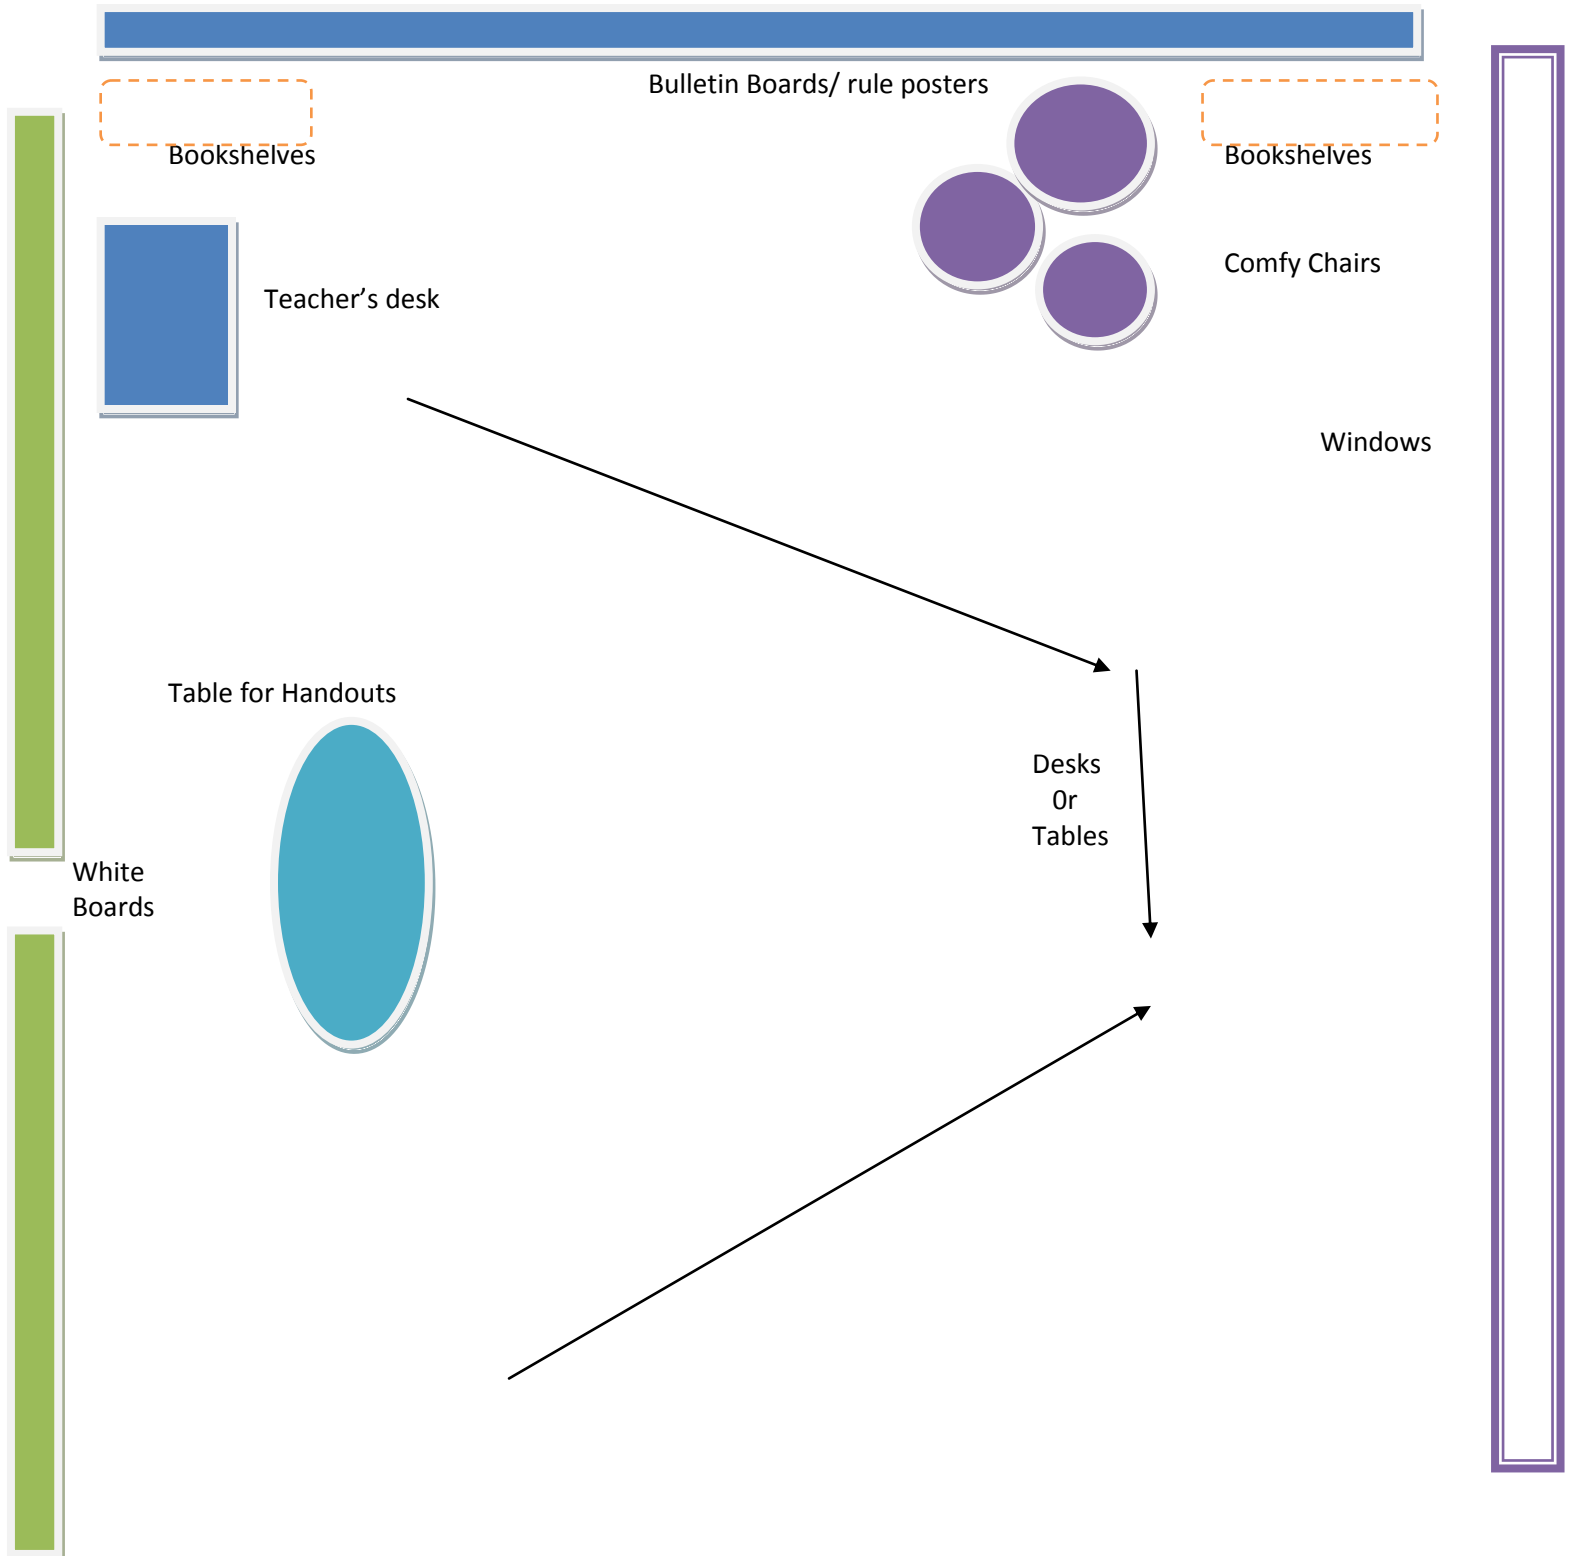 Bulletin Boards/ rule posters
Bookshelves
Bookshelves
Comfy Chairs
Teacher’s desk
Windows
Table for Handouts
Desks
0r
Tables
White
Boards